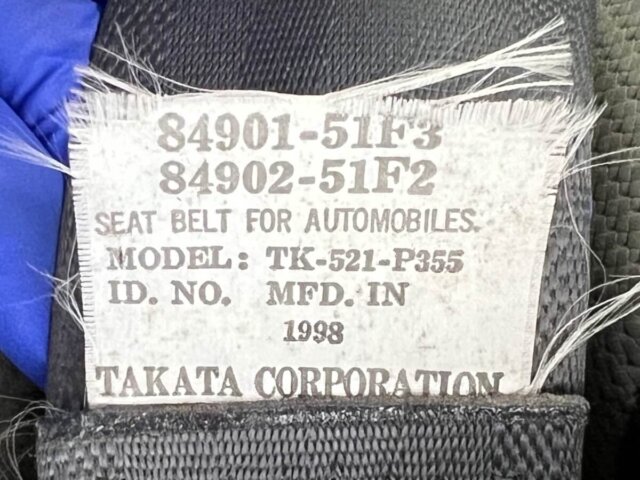 84901-51F3
84902-51F2
SEAT BELT FOR AUTOMOBILES.
MODEL: TK-521-P355
ID. NO. MFD. IN
1998
TAKATA CORPORATION